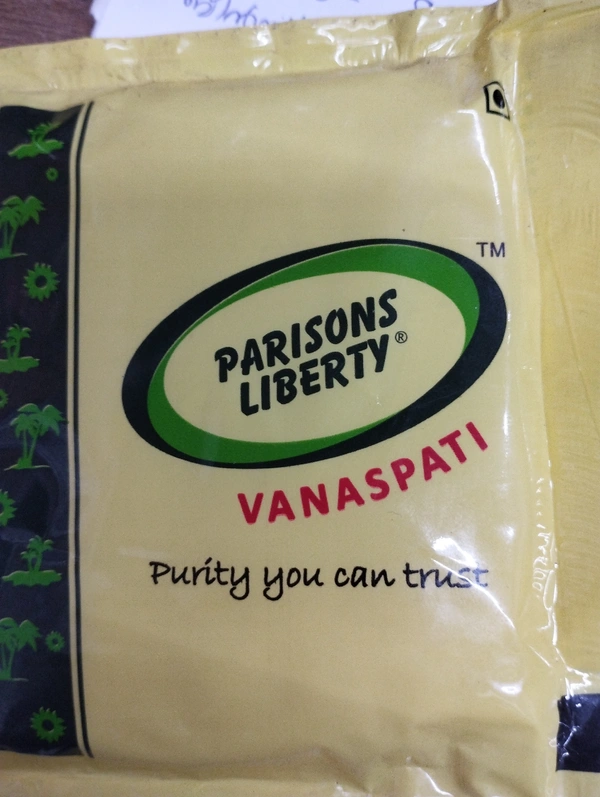 TM
PARISONS
LIBERTY®
VANASPATI
Purity you can trust